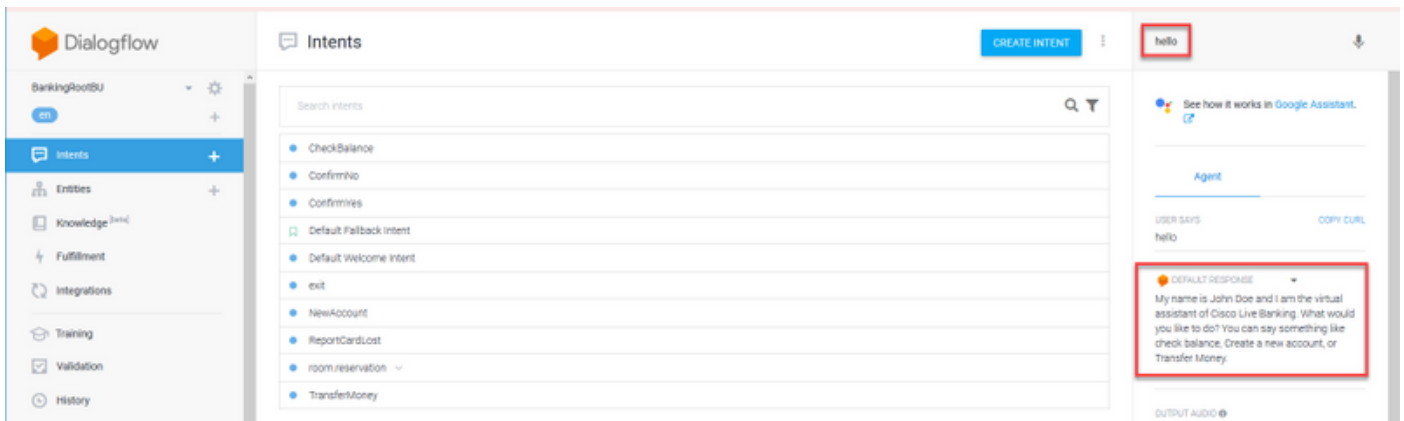 Dialogflow
BankingRootBU
en
Intents
Entities
Knowledge [beta]
Fulfillment
Integrations
Training
Validation
History
Intents
CREATE INTENT
Search intents
CheckBalance
ConfirmNo
ConfirmYes
Default Fallback Intent
Default Welcome Intent
exit
NewAccount
ReportCardLost
room.reservation
TransferMoney
hello
See how it works in Google Assistant.
Agent
USER SAYS
COPY CURL
hello
DEFAULT RESPONSE
My name is John Doe and I am the virtual
assistant of Cisco Live Banking. What would
you like to do? You can say something like
check balance, Create a new account, or
Transfer Money.
OUTPUT AUDIO